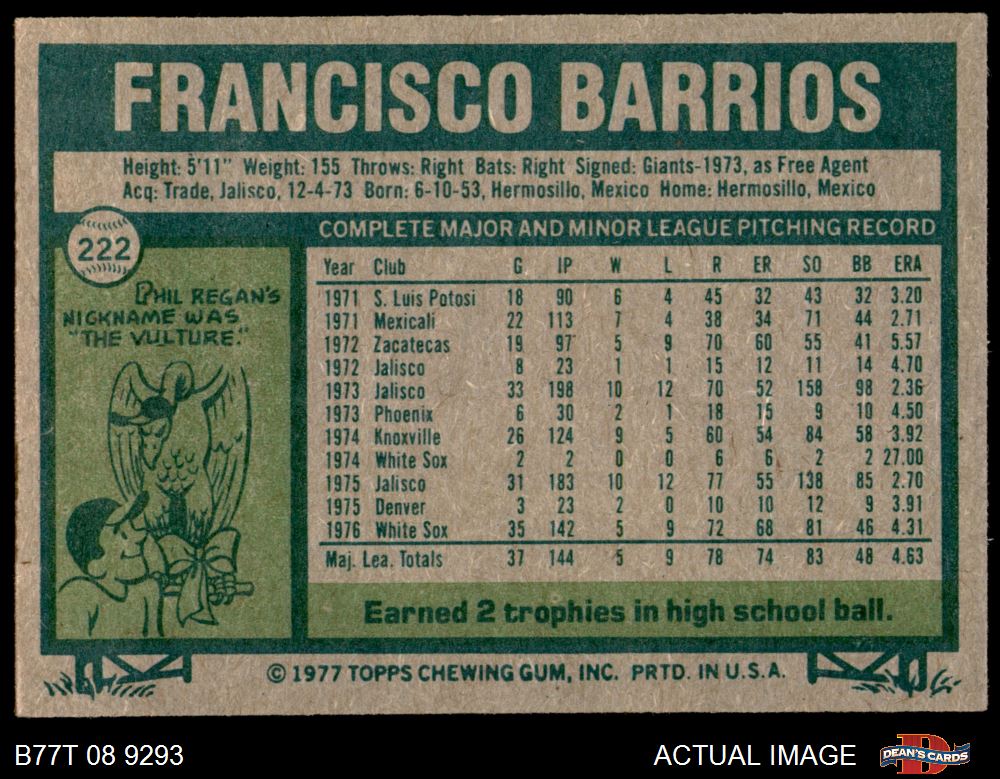 FRANCISCO BARRIOS
Height: 5'11" Weight: 155 Throws: Right Bats: Right Signed: Giants-1973, as Free Agent
Acq: Trade, Jalisco, 12-4-73 Born: 6-10-53, Hermosillo, Mexico Home: Hermosillo, Mexico
222
PHIL REGAN'S
NICKNAME WAS
"THE VULTURE."
COMPLETE MAJOR AND MINOR LEAGUE PITCHING RECORD
Year Club G IP W L R ER SO BB ERA
1971 S. Luis Potosi 18 90 6 4 45 32 43 32 3.20
1971 Mexicali 22 113 7 4 38 34 71 44 2.71
1972 Zacatecas 19 97 5 9 70 60 55 41 5.57
1972 Jalisco 8 23 1 1 15 12 11 14 4.70
1973 Jalisco 33 198 10 12 70 52 158 98 2.36
1973 Phoenix 6 30 2 1 18 15 9 10 4.50
1974 Knoxville 26 124 9 5 60 54 84 58 3.92
1974 White Sox 2 2 0 0 6 6 2 2 27.00
1975 Jalisco 31 183 10 12 77 55 138 85 2.70
1975 Denver 3 23 2 0 10 10 12 9 3.91
1976 White Sox 35 142 5 9 72 68 81 46 4.31
Maj. Lea. Totals 37 144 5 9 78 74 83 48 4.63
Earned 2 trophies in high school ball.
© 1977 TOPPS CHEWING GUM, INC. PRTD. IN U.S.A.
B77T 08 9293
ACTUAL IMAGE
D
DEAN'S CARDS